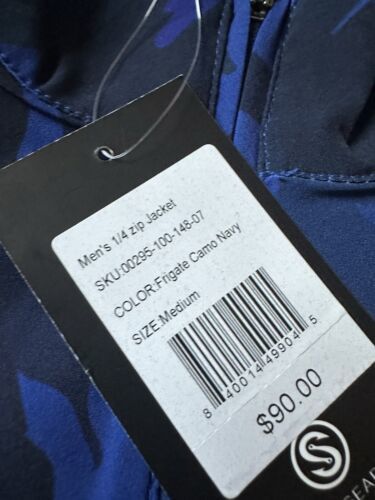 Men's 1/4 zip Jacket
SKU:00295-100-148-07
COLOR:Frigate Camo Navy
SIZE:Medium
8 40014 49904 5
$90.00
S